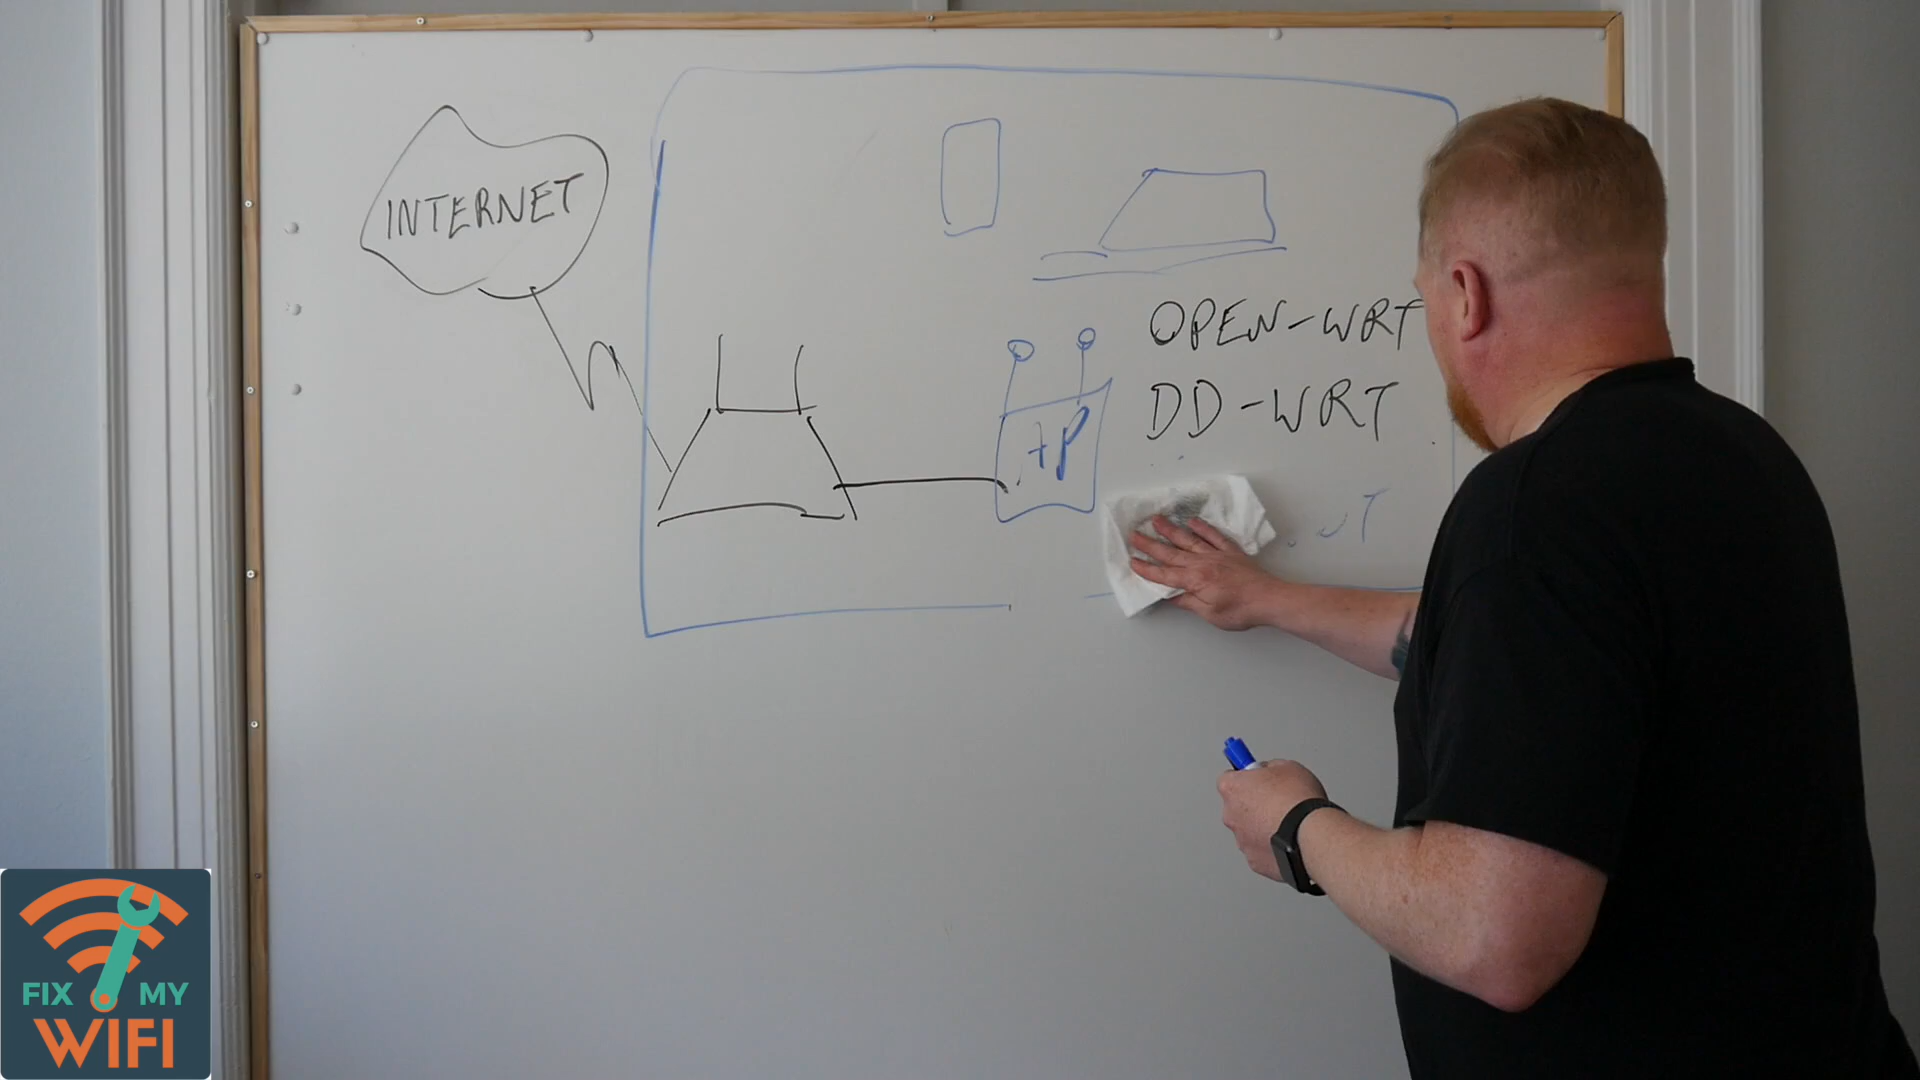 INTERNET
OPEN-WRT
DD-WRT
AP
FIX MY
WIFI